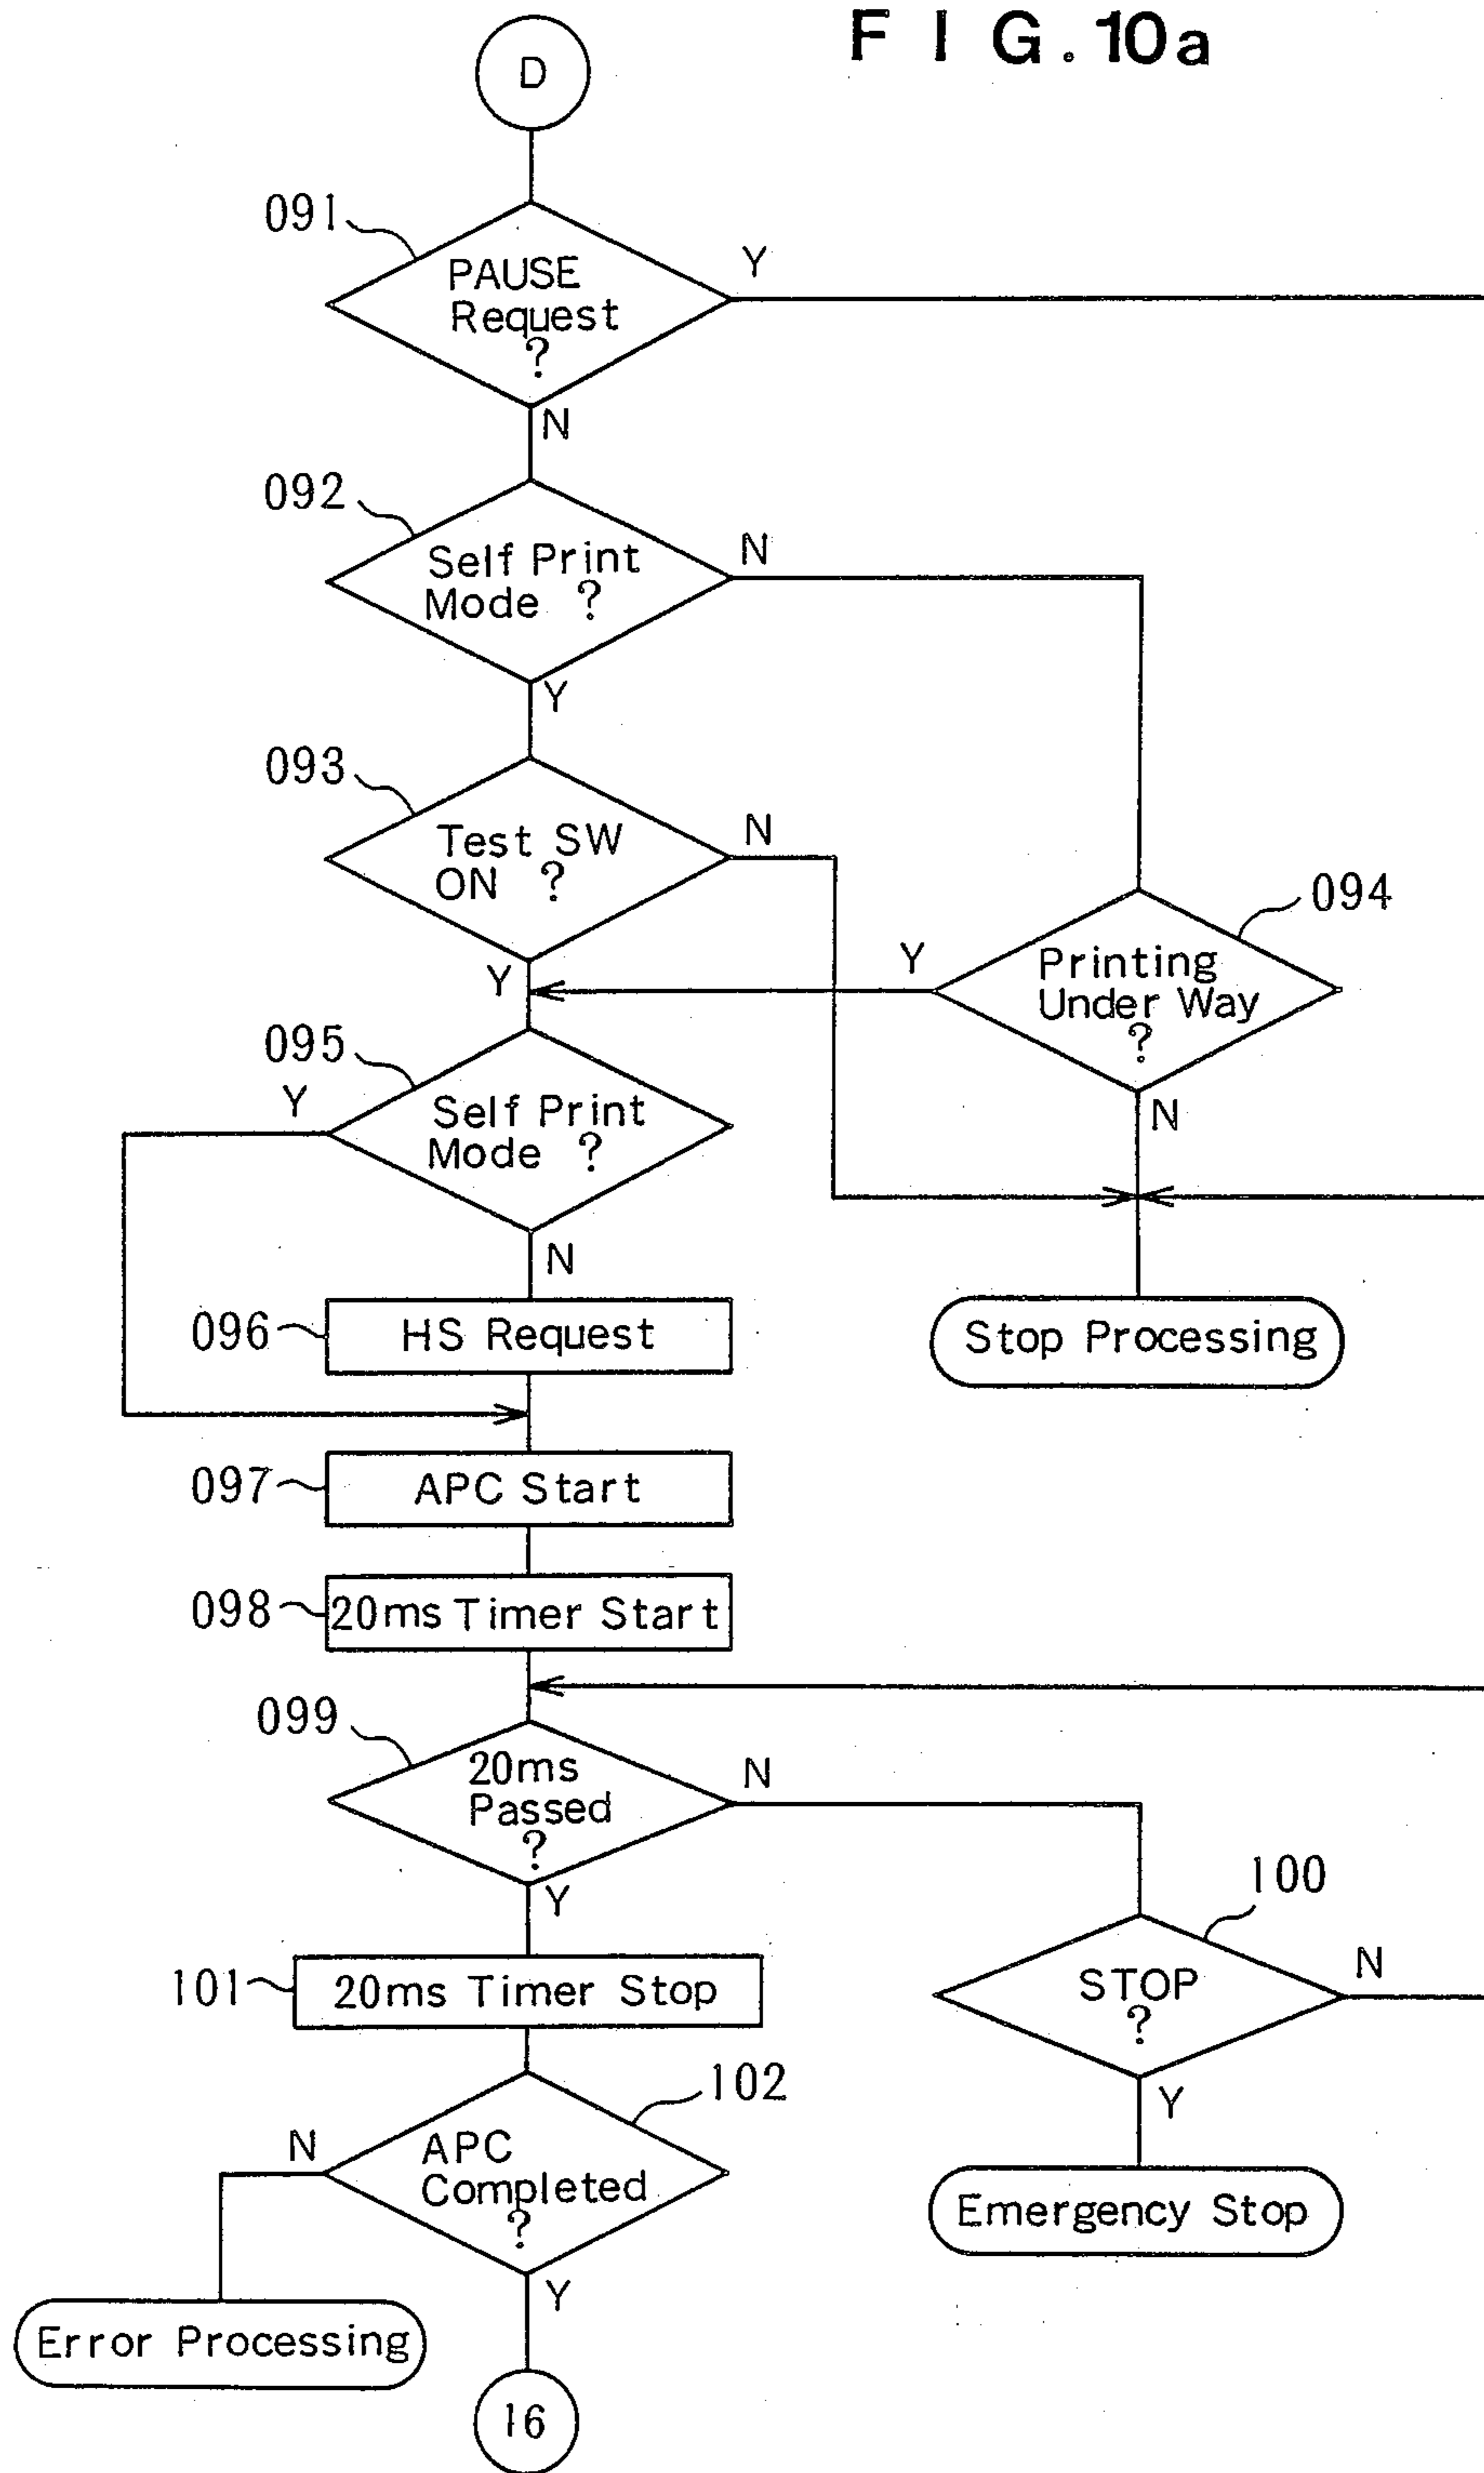 F I G. 10a
D
091
PAUSE
Request
?
Y
N
092
Self Print
Mode ?
N
Y
093
Test SW
ON ?
N
Y
094
Printing
Under Way
?
Y
N
095
Self Print
Mode ?
Y
N
096
HS Request
Stop Processing
097
APC Start
098
20ms Timer Start
099
20ms
Passed
?
N
Y
100
STOP
?
N
Y
101
20ms Timer Stop
102
APC
Completed
?
N
Y
Emergency Stop
Error Processing
16